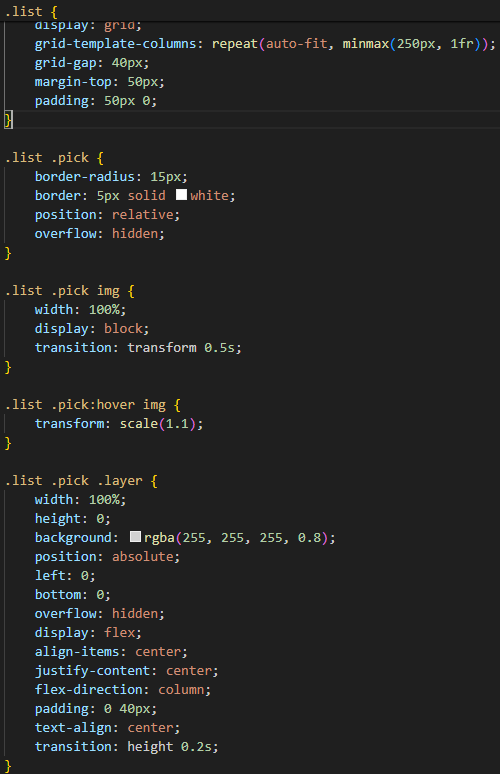 .list {
    display: grid;
    grid-template-columns: repeat(auto-fit, minmax(250px, 1fr));
    grid-gap: 40px;
    margin-top: 50px;
    padding: 50px 0;
}

.list .pick {
    border-radius: 15px;
    border: 5px solid white;
    position: relative;
    overflow: hidden;
}

.list .pick img {
    width: 100%;
    display: block;
    transition: transform 0.5s;
}

.list .pick:hover img {
    transform: scale(1.1);
}

.list .pick .layer {
    width: 100%;
    height: 0;
    background: rgba(255, 255, 255, 0.8);
    position: absolute;
    left: 0;
    bottom: 0;
    overflow: hidden;
    display: flex;
    align-items: center;
    justify-content: center;
    flex-direction: column;
    padding: 0 40px;
    text-align: center;
    transition: height 0.2s;
}